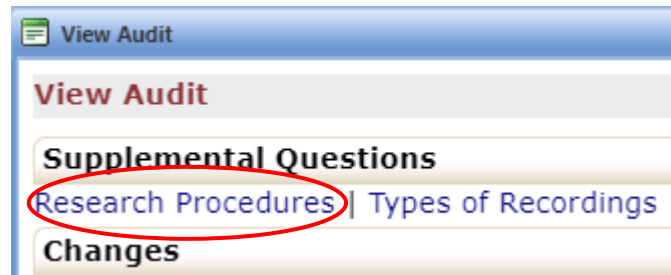 View Audit
View Audit
Supplemental Questions
Research Procedures | Types of Recordings
Changes